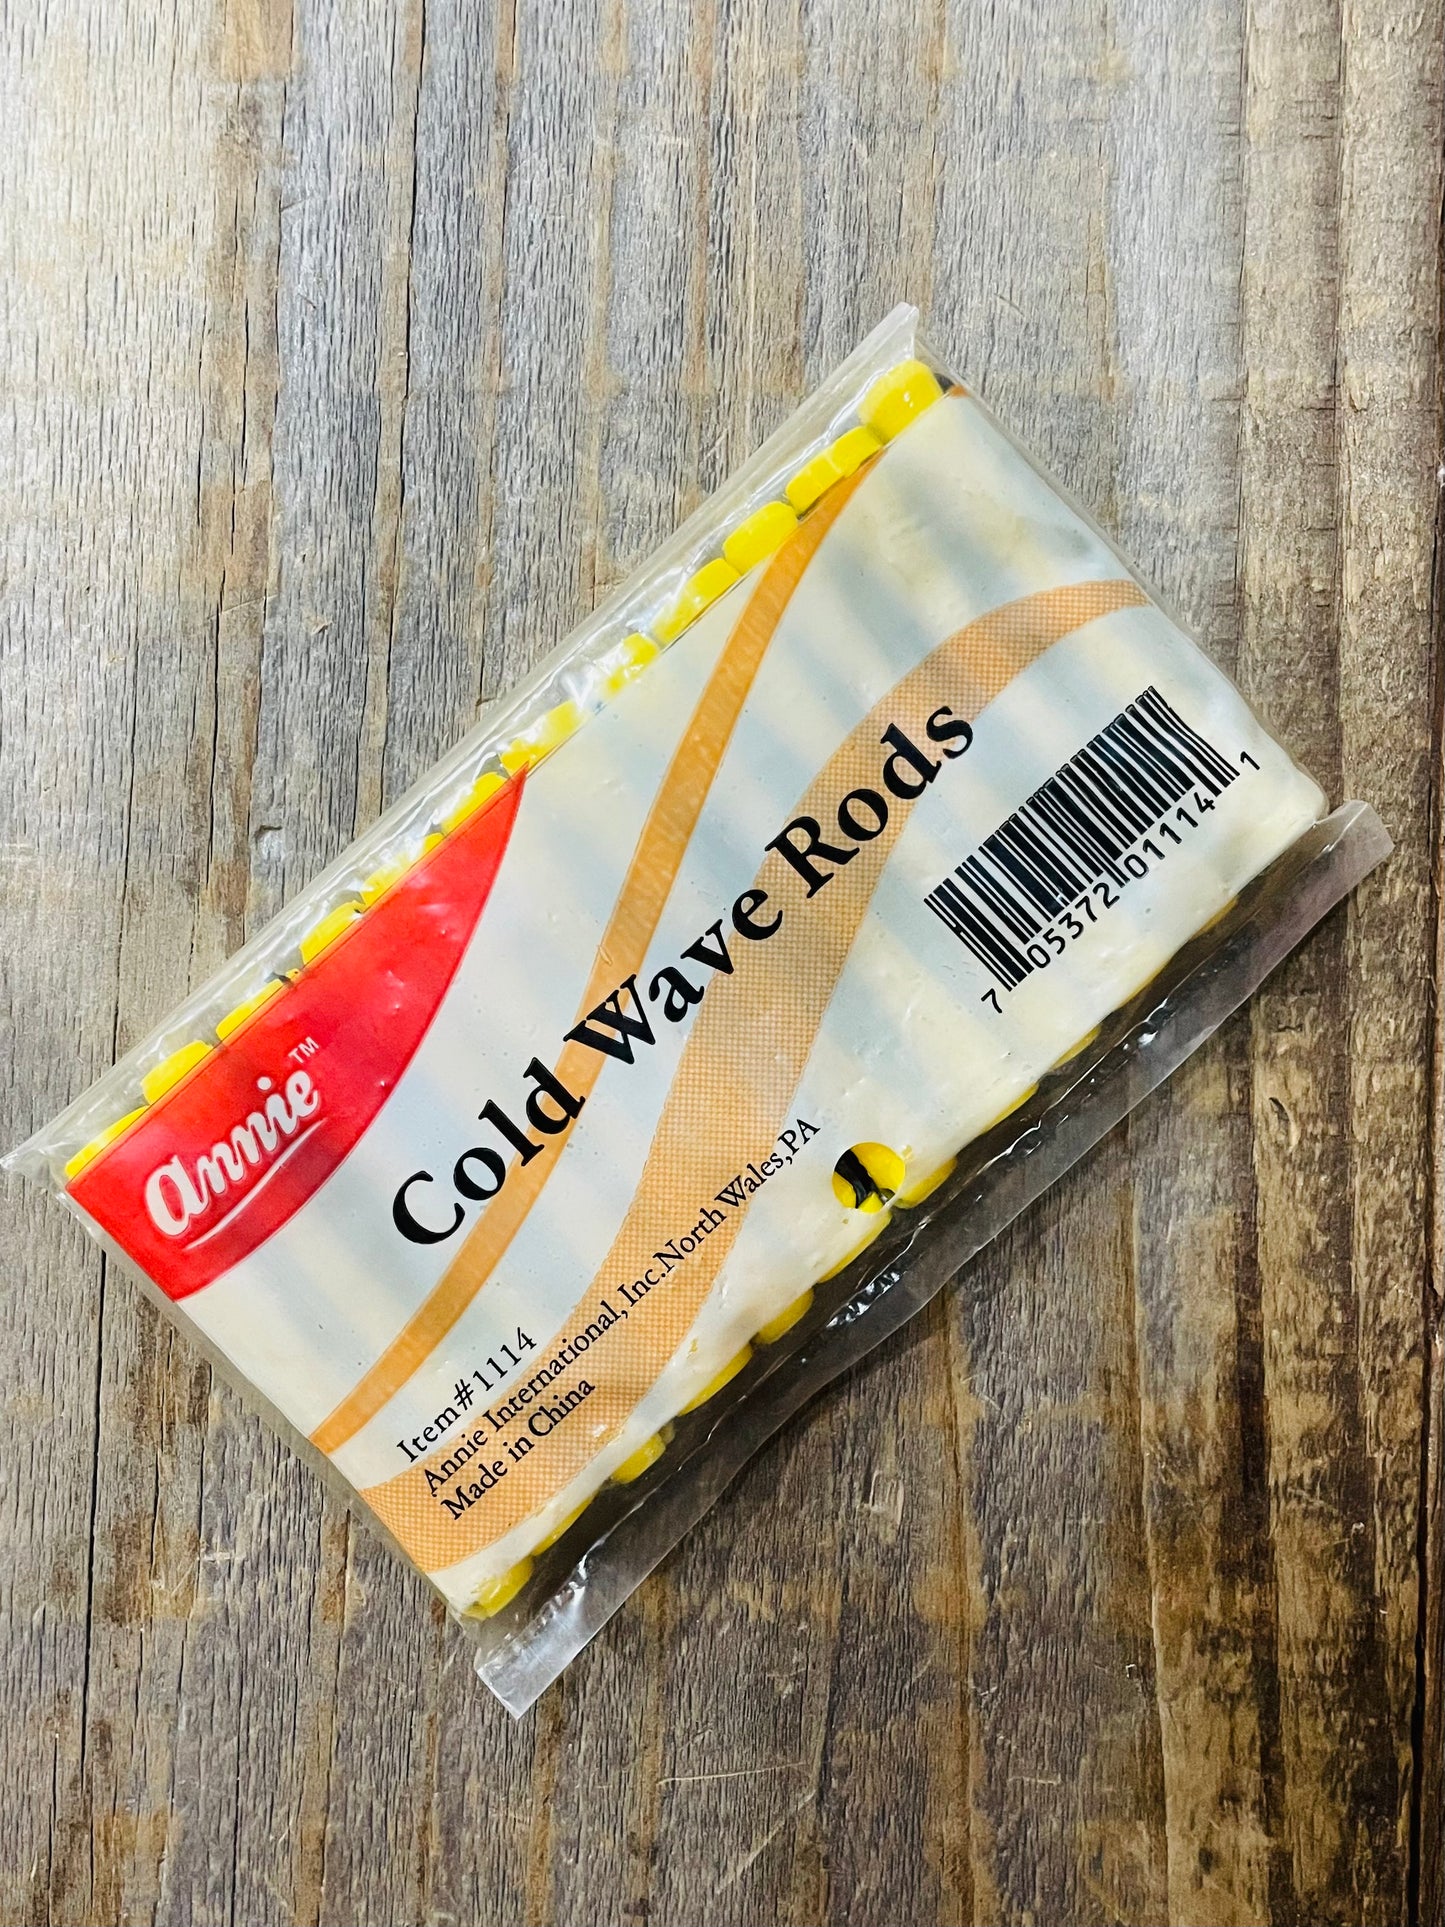 annie™
Cold Wave Rods
Item#1114
Annie International, Inc.North Wales,PA
Made in China
7 05372 01114 1